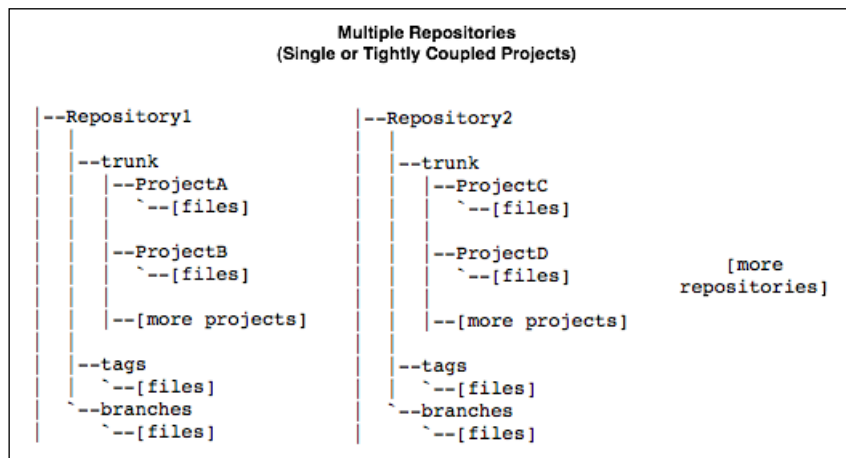 Multiple Repositories
(Single or Tightly Coupled Projects)
|--Repository1
|  |
|  |--trunk
|  |  |--ProjectA
|  |  |  `--[files]
|  |  |
|  |  |--ProjectB
|  |  |  `--[files]
|  |  |
|  |  |--[more projects]
|  |
|  |--tags
|  |  `--[files]
|  `--branches
|     `--[files]
|--Repository2
|  |
|  |--trunk
|  |  |--ProjectC
|  |  |  `--[files]
|  |  |
|  |  |--ProjectD
|  |  |  `--[files]
|  |  |
|  |  |--[more projects]
|  |
|  |--tags
|  |  `--[files]
|  `--branches
|     `--[files]
[more
repositories]